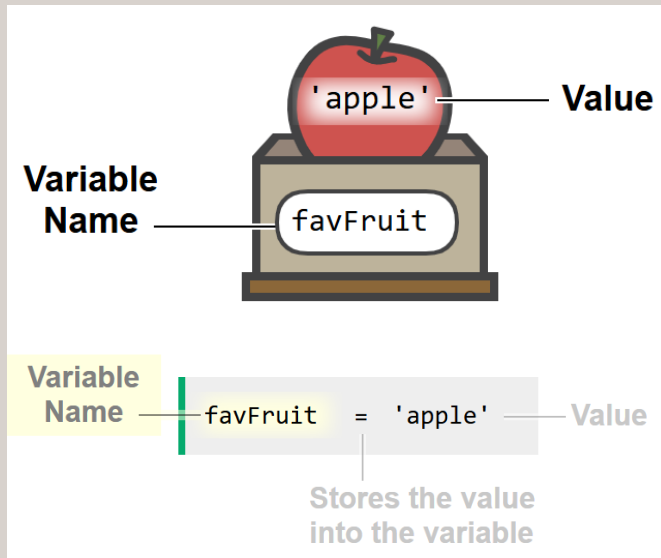 'apple'
Value
Variable
Name
favFruit
Variable
Name
favFruit = 'apple'
Value
Stores the value
into the variable